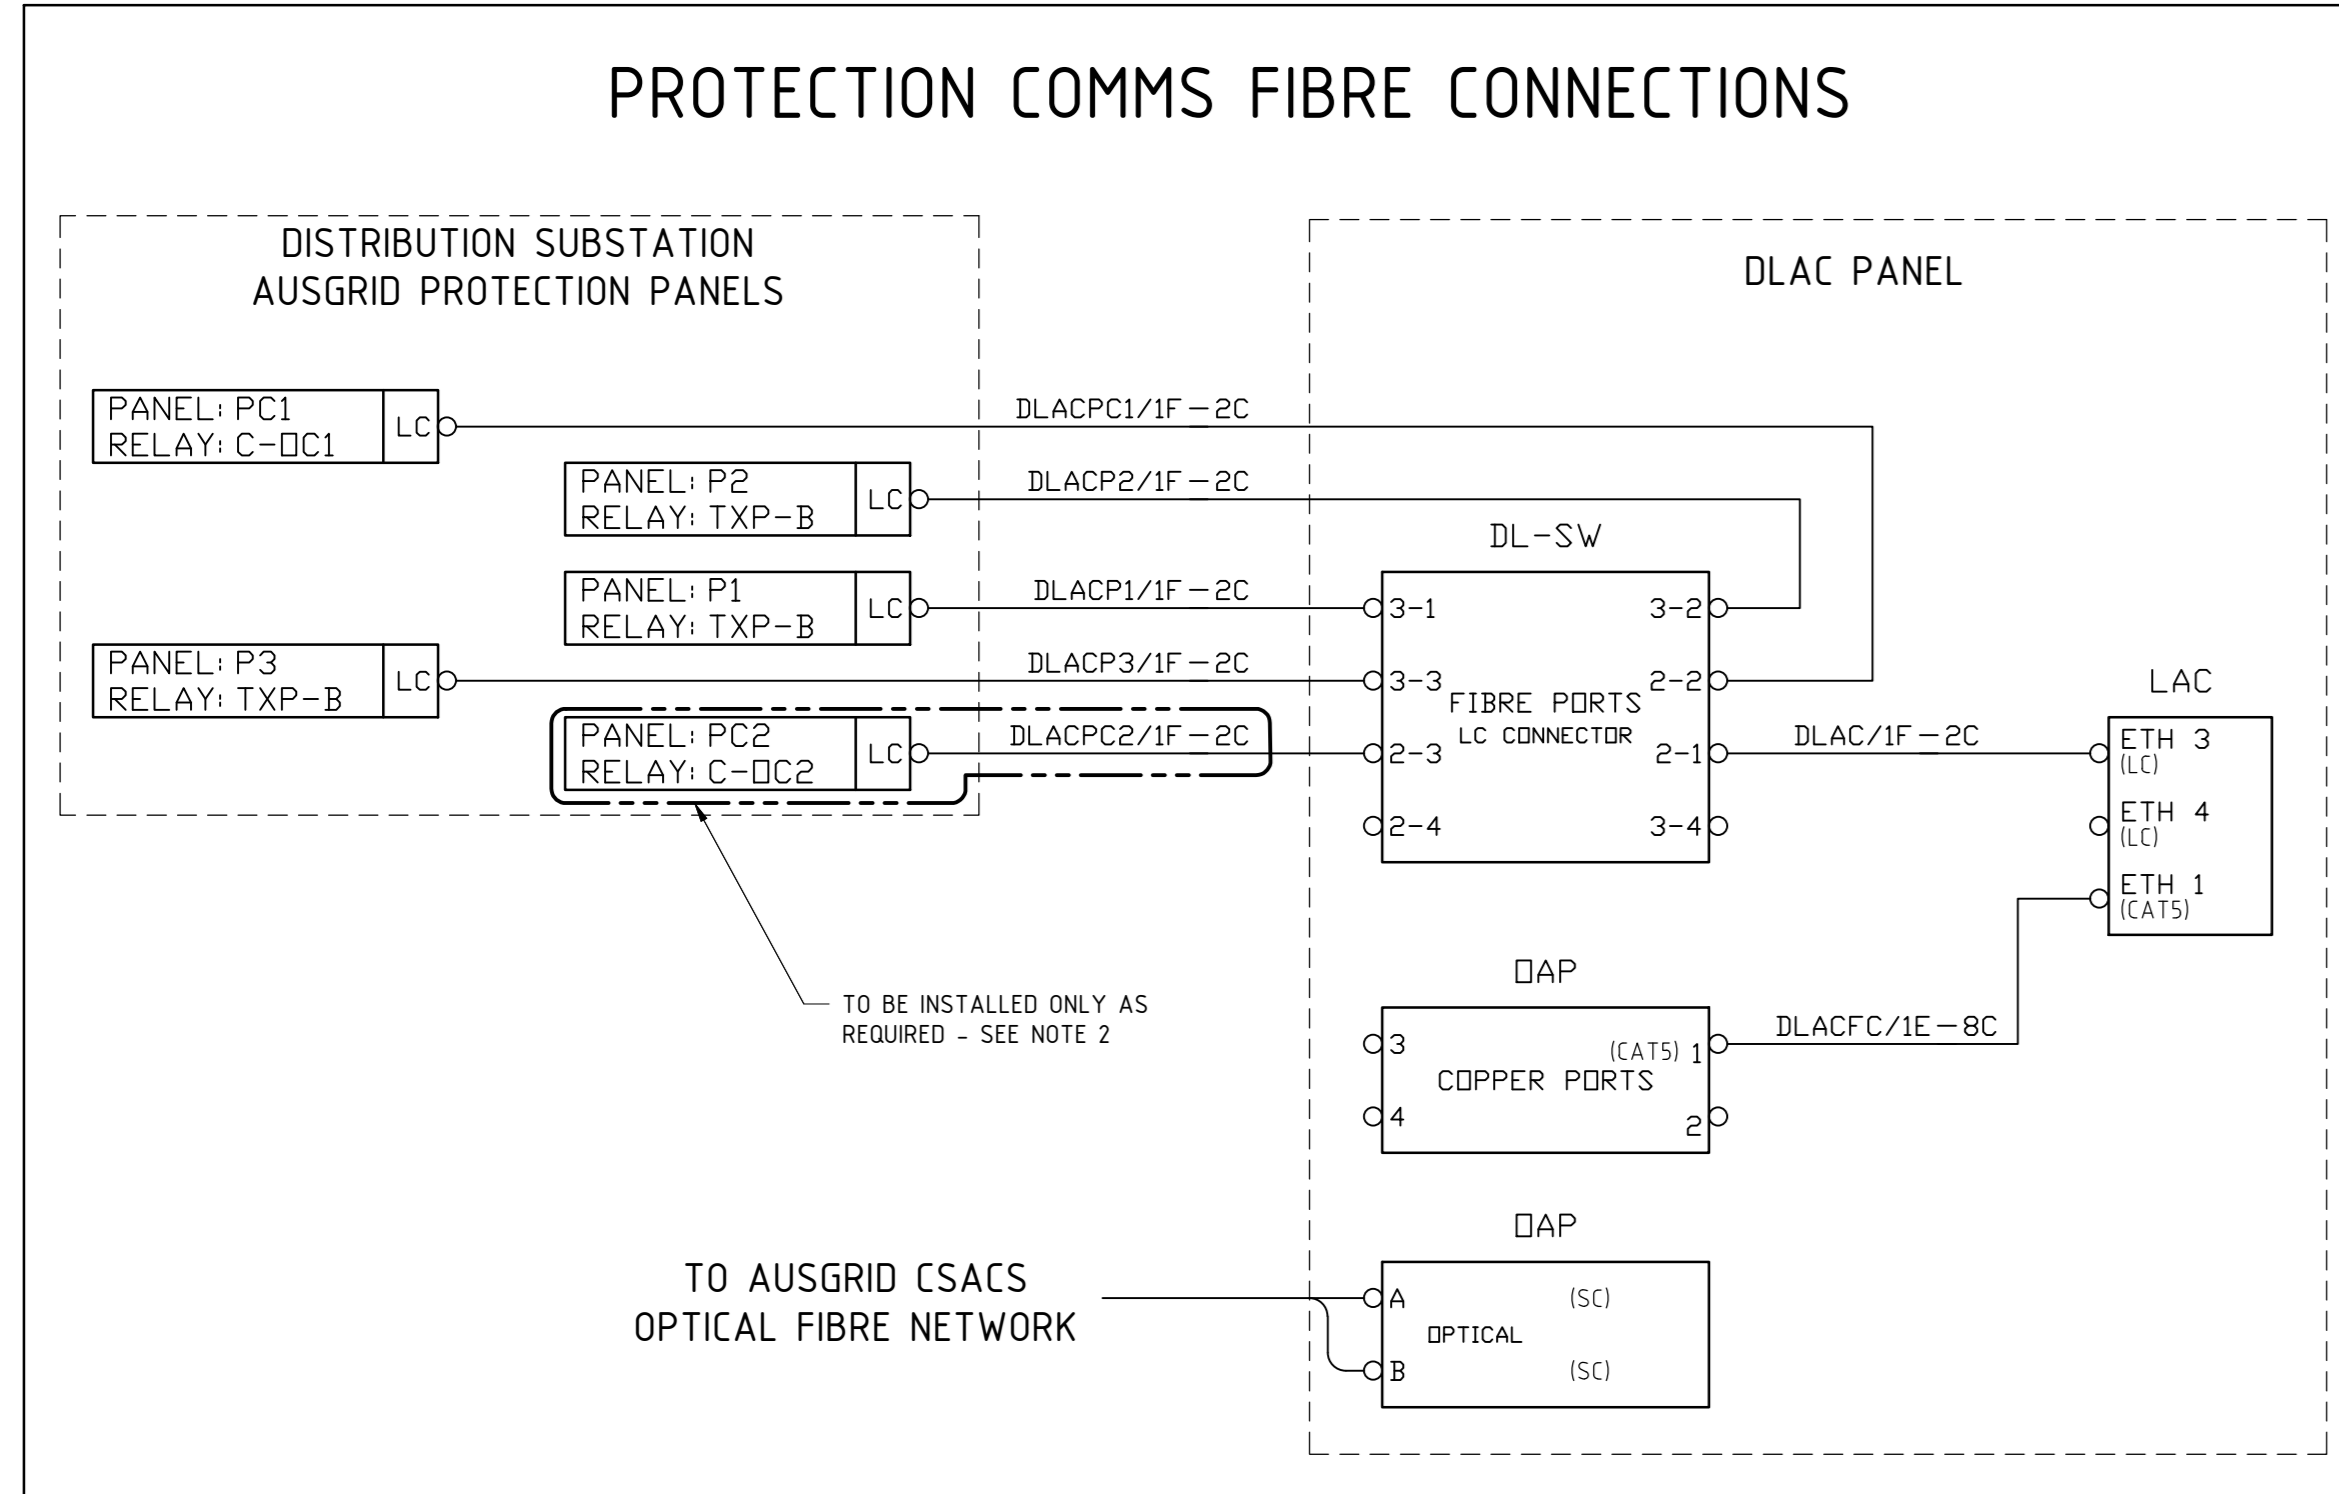 PROTECTION COMMS FIBRE CONNECTIONS
DISTRIBUTION SUBSTATION
AUSGRID PROTECTION PANELS
DLAC PANEL
PANEL: PC1
RELAY: C-OC1
LC
DLACPC1/1F-2C
PANEL: P2
RELAY: TXP-B
LC
DLACP2/1F-2C
PANEL: P1
RELAY: TXP-B
LC
DLACP1/1F-2C
PANEL: P3
RELAY: TXP-B
LC
DLACP3/1F-2C
PANEL: PC2
RELAY: C-OC2
LC
DLACPC2/1F-2C
TO BE INSTALLED ONLY AS
REQUIRED - SEE NOTE 2
DL-SW
3-1
3-2
3-3
2-2
FIBRE PORTS
LC CONNECTOR
2-3
2-1
2-4
3-4
DLAC/1F-2C
LAC
ETH 3
(LC)
ETH 4
(LC)
ETH 1
(CAT5)
OAP
3
(CAT5) 1
COPPER PORTS
4
2
DLACFC/1E-8C
OAP
A
(SC)
OPTICAL
B
(SC)
TO AUSGRID CSACS
OPTICAL FIBRE NETWORK